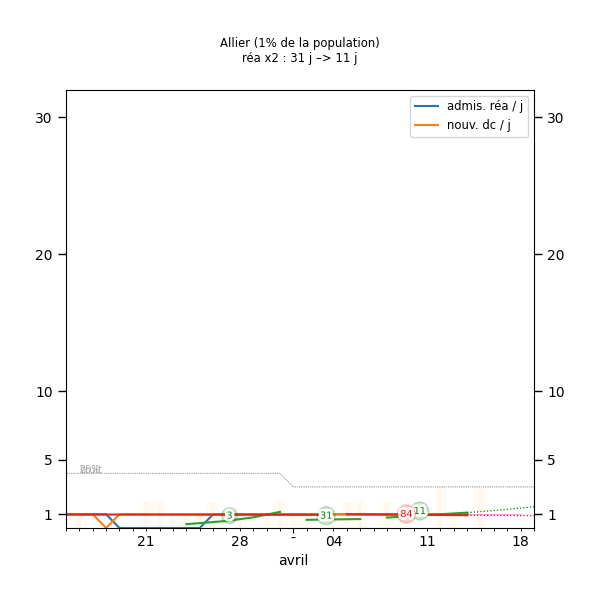 Allier (1% de la population)
réa x2 : 31 j –> 11 j
admis. réa / j
nouv. dc / j
30 30
20 20
10 10
5 5
1 1
3 31 84 11
21 28 - 04 11 18
avril